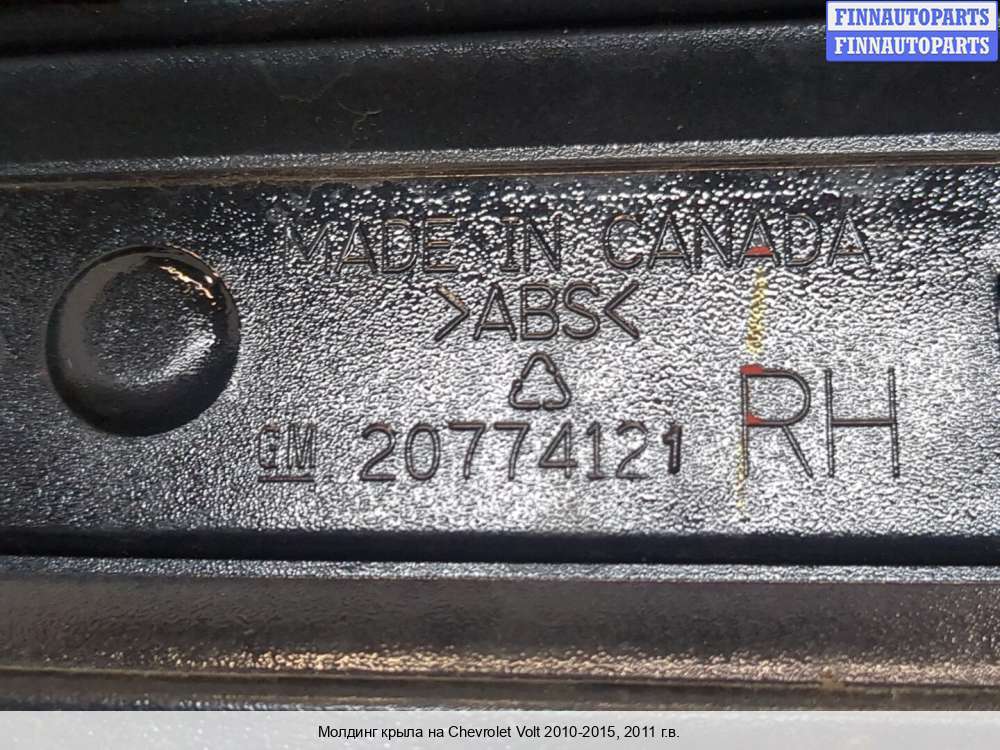 FINNAUTOPARTS
FINNAUTOPARTS
MADE IN CANADA
>ABS<
GM 20774121 RH
Молдинг крыла на Chevrolet Volt 2010-2015, 2011 г.в.